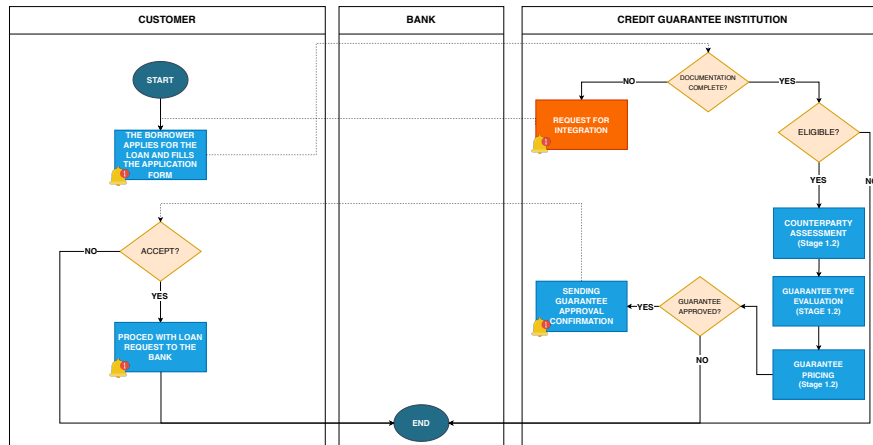 CUSTOMER
BANK
CREDIT GUARANTEE INSTITUTION
START
THE BORROWER
APPLIES FOR THE
LOAN AND FILLS
THE APPLICATION
FORM
DOCUMENTATION
COMPLETE?
NO
YES
REQUEST FOR
INTEGRATION
ELIGIBLE?
YES
NO
COUNTERPARTY
ASSESSMENT
(Stage 1.2)
GUARANTEE TYPE
EVALUATION
(STAGE 1.2)
GUARANTEE
PRICING
(Stage 1.2)
GUARANTEE
APPROVED?
YES
NO
SENDING
GUARANTEE
APPROVAL
CONFIRMATION
ACCEPT?
NO
YES
PROCED WITH LOAN
REQUEST TO THE
BANK
END